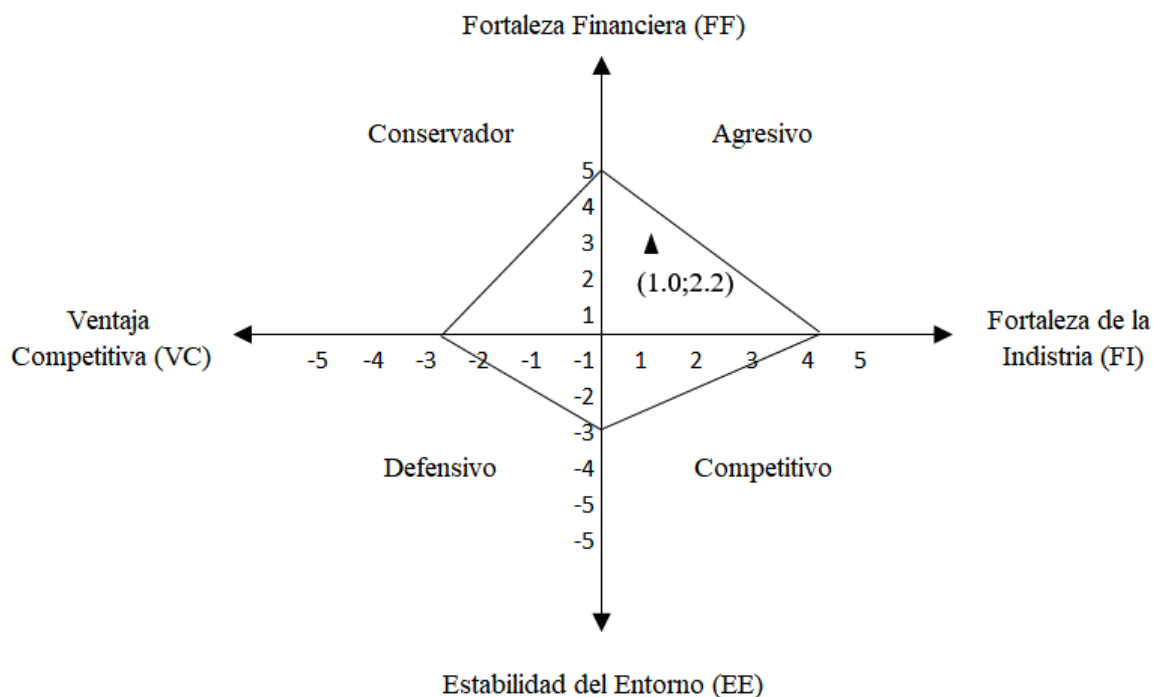 Fortaleza Financiera (FF)
Conservador
Agresivo
5
4
3
2
1
(1.0;2.2)
Ventaja
Competitiva (VC)
Fortaleza de la
Indistria (FI)
-5 -4 -3 -2 -1 -1 1 2 3 4 5
-2
-3
-4
-5
-5
Defensivo
Competitivo
Estabilidad del Entorno (EE)